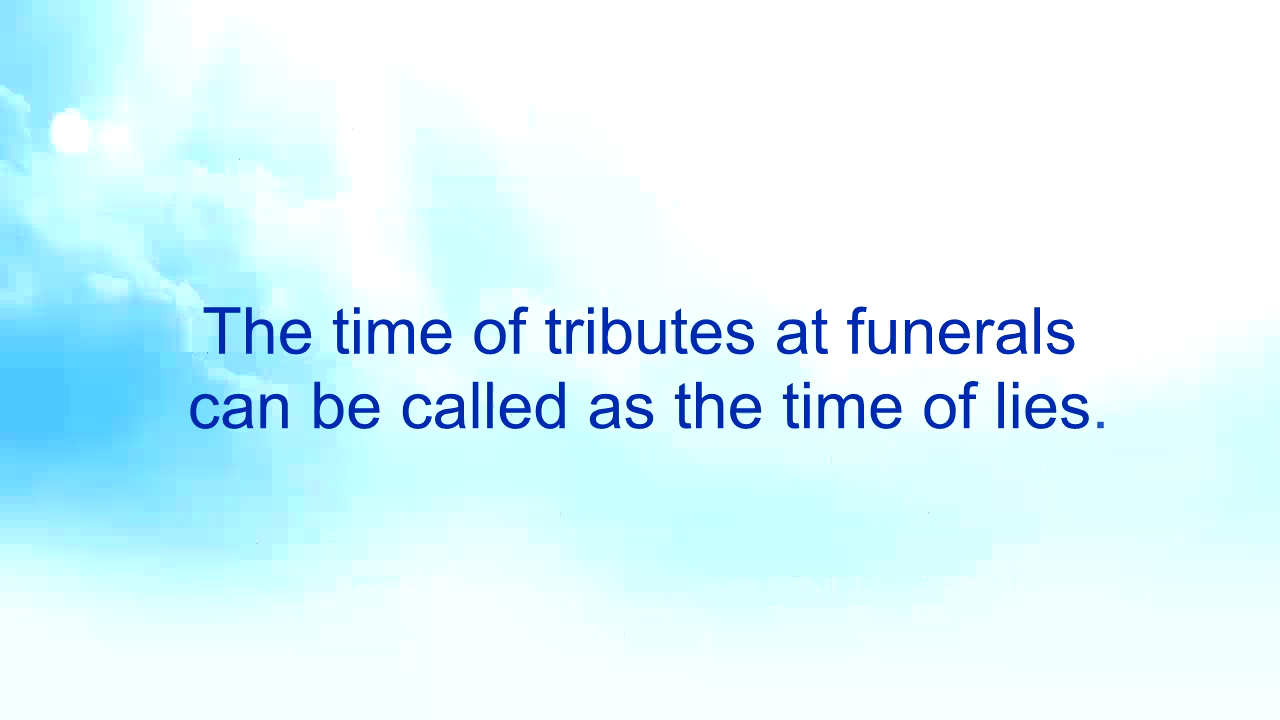 The time of tributes at funerals
can be called as the time of lies.